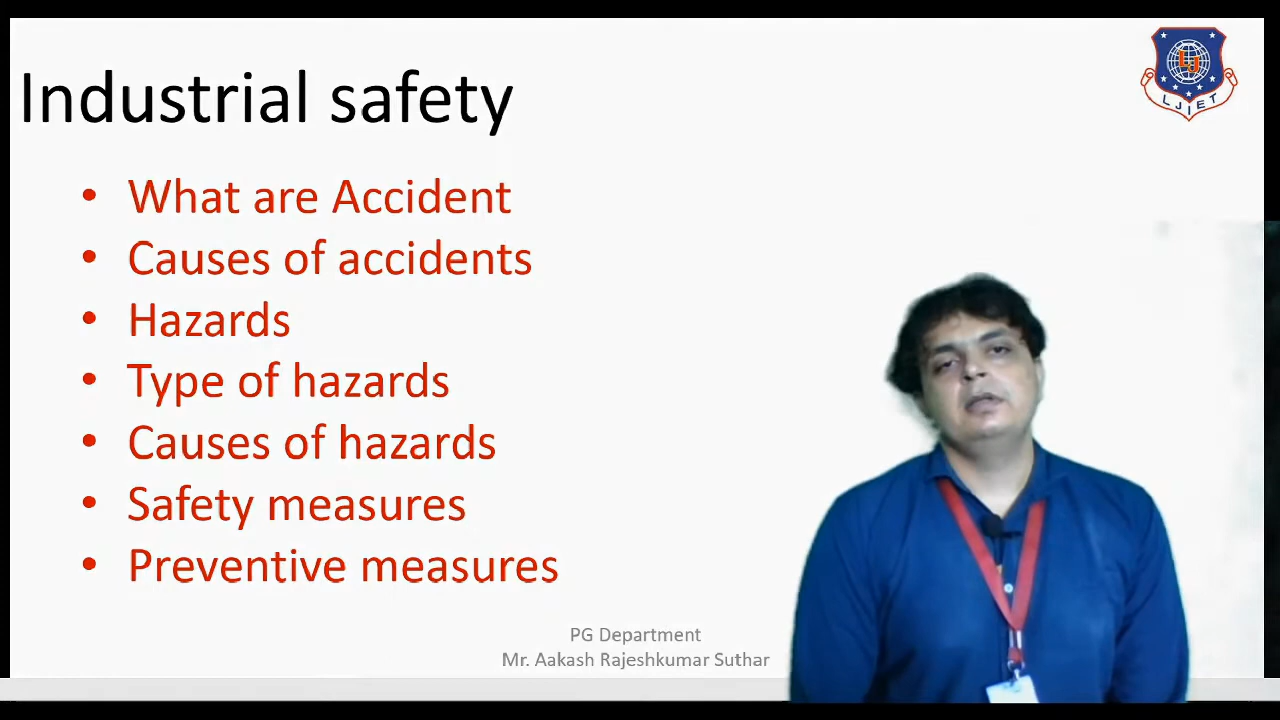 Industrial safety
LJIET
• What are Accident
• Causes of accidents
• Hazards
• Type of hazards
• Causes of hazards
• Safety measures
• Preventive measures
PG Department
Mr. Aakash Rajeshkumar Suthar